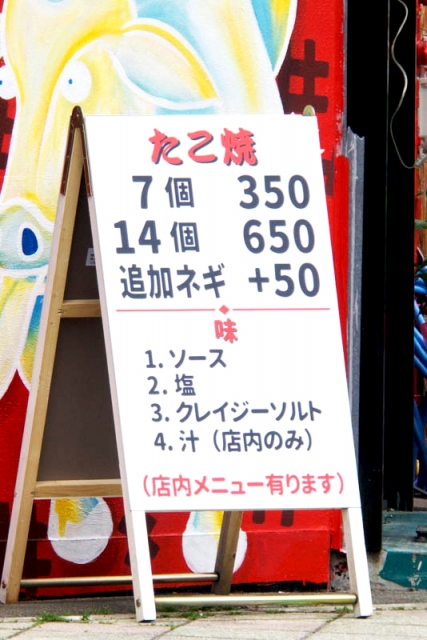 たこ焼
7個 350
14個 650
追加ネギ +50
味
1. ソース
2. 塩
3. クレイジーソルト
4. 汁（店内のみ）
（店内メニュー有ります）